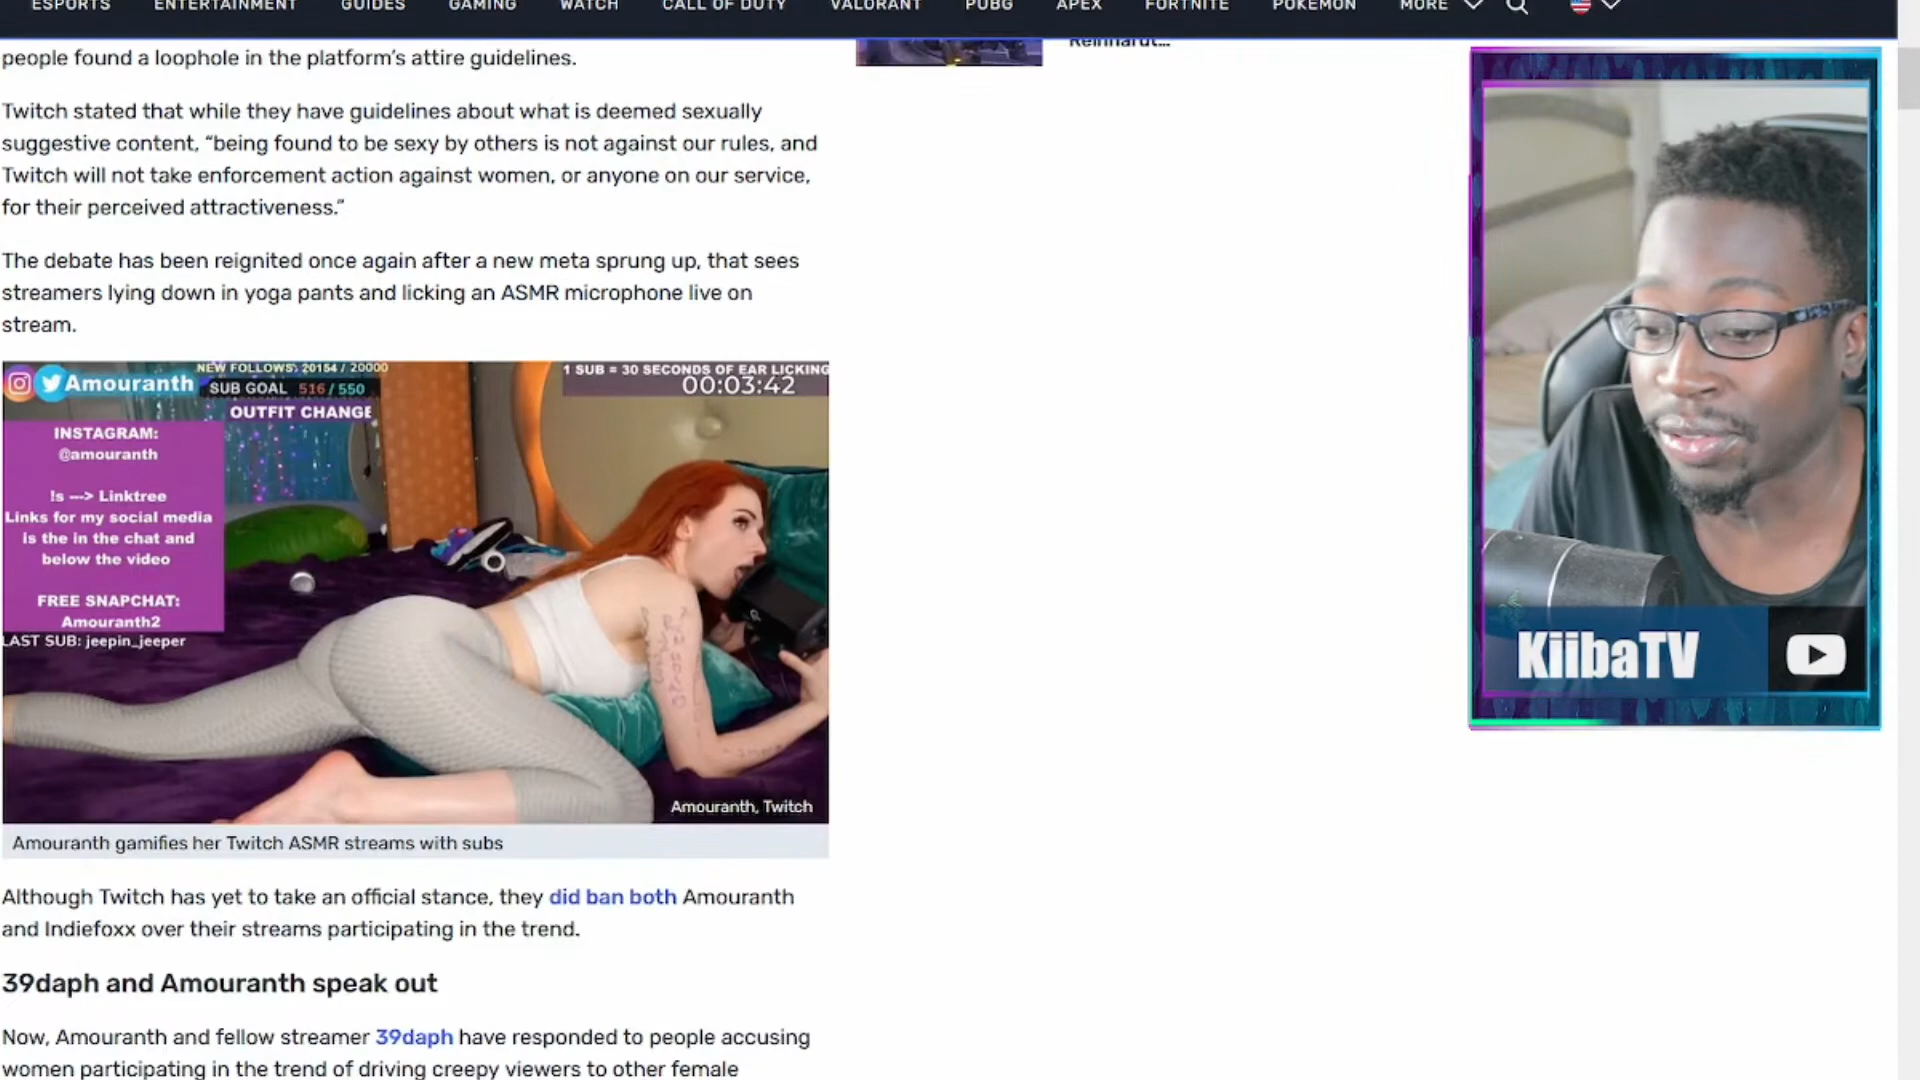 ESPORTS ENTERTAINMENT GUIDES GAMING WATCH CALL OF DUTY VALORANT PUBG APEX FORTNITE POKEMON MORE
people found a loophole in the platform's attire guidelines.
Reinhardt...
Twitch stated that while they have guidelines about what is deemed sexually
suggestive content, “being found to be sexy by others is not against our rules, and
Twitch will not take enforcement action against women, or anyone on our service,
for their perceived attractiveness.”
The debate has been reignited once again after a new meta sprung up, that sees
streamers lying down in yoga pants and licking an ASMR microphone live on
stream.
Amouranth
NEW FOLLOWS: 20154 / 20000
SUB GOAL 516 / 550
OUTFIT CHANGE
1 SUB = 30 SECONDS OF EAR LICKING
00:03:42
INSTAGRAM:
@amouranth
!s --> Linktree
Links for my social media
is the in the chat and
below the video
FREE SNAPCHAT:
Amouranth2
LAST SUB: jeepin_jeeper
Amouranth, Twitch
Amouranth gamifies her Twitch ASMR streams with subs
Although Twitch has yet to take an official stance, they did ban both Amouranth
and Indiefoxx over their streams participating in the trend.
39daph and Amouranth speak out
Now, Amouranth and fellow streamer 39daph have responded to people accusing
women participating in the trend of driving creepy viewers to other female
KiibaTV